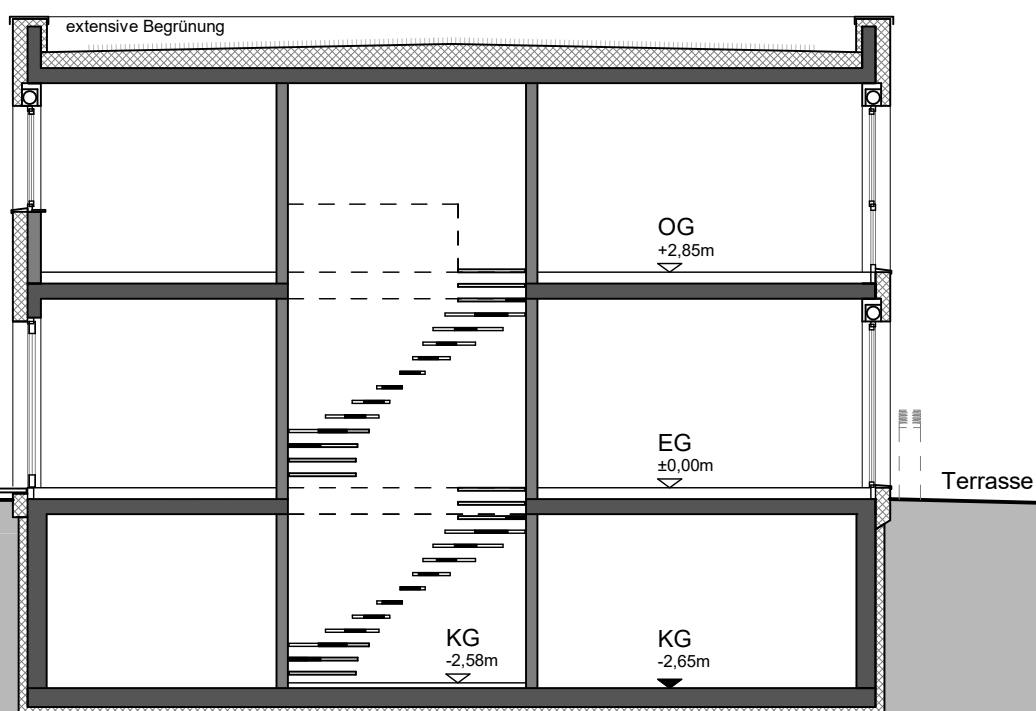 extensive Begrünung
OG
+2,85m
EG
±0,00m
Terrasse
KG
-2,58m
KG
-2,65m